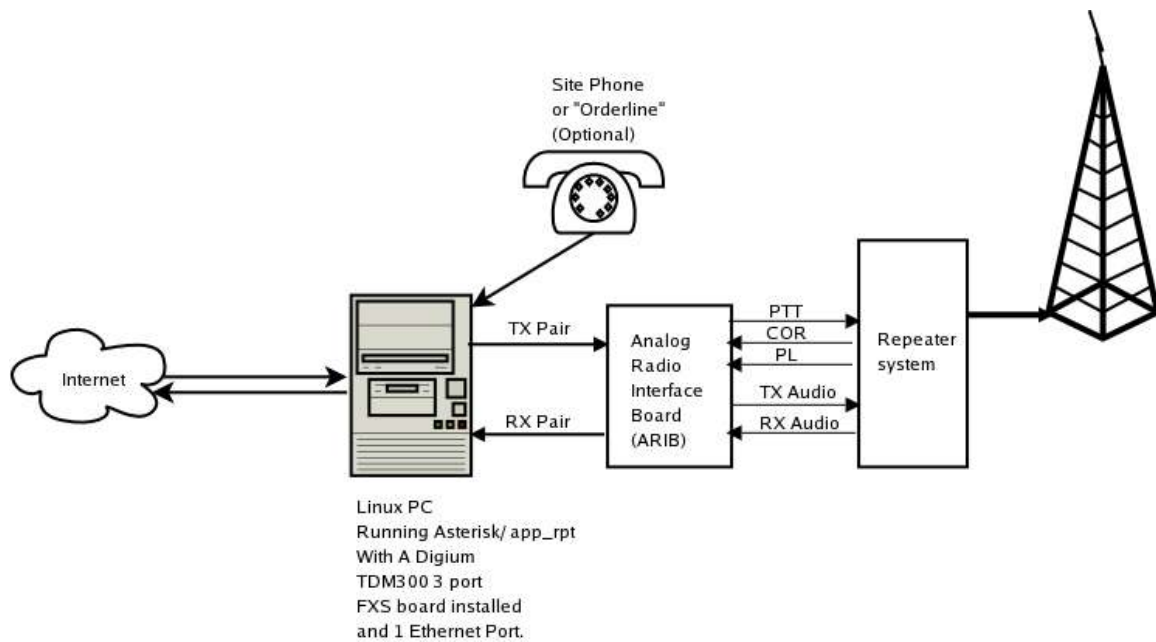 Site Phone
or "Orderline"
(Optional)
Internet
TX Pair
RX Pair
Analog
Radio
Interface
Board
(ARIB)
PTT
COR
PL
TX Audio
RX Audio
Repeater
system
Linux PC
Running Asterisk/ app_rpt
With A Digium
TDM300 3 port
FXS board installed
and 1 Ethernet Port.